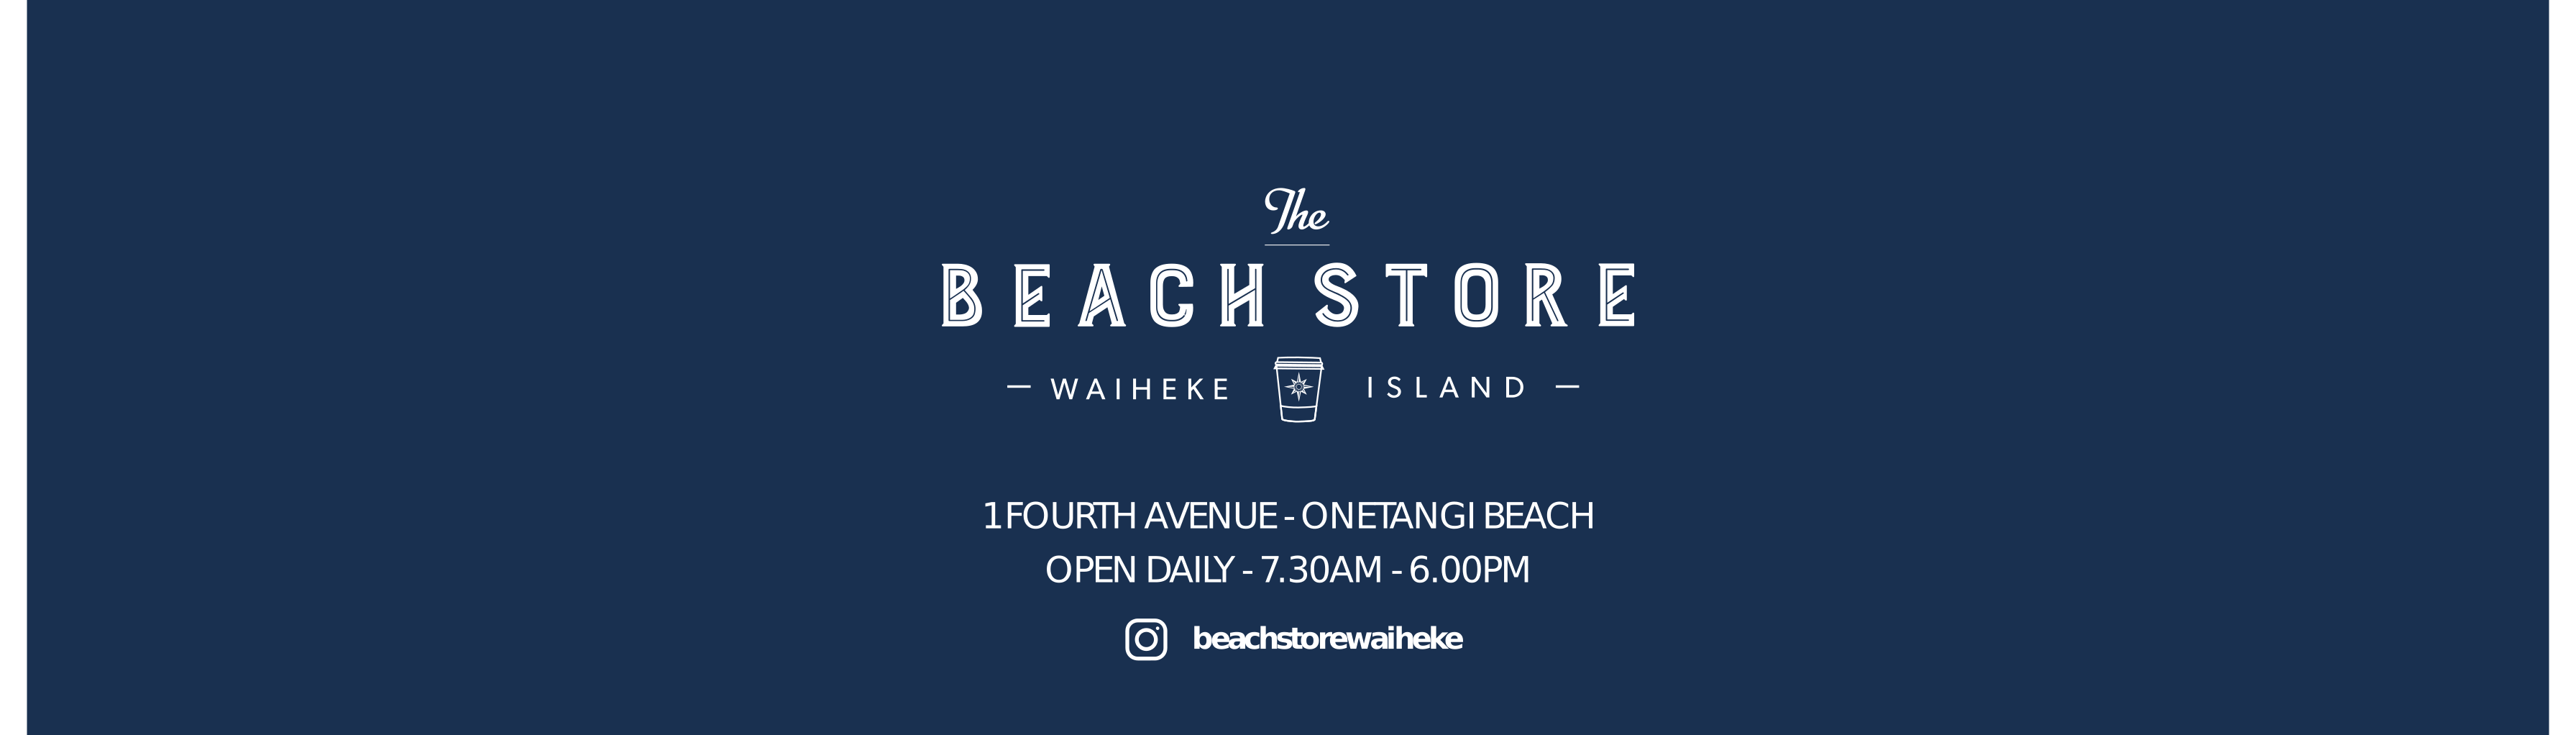 The
BEACH STORE
— WAIHEKE ISLAND —
1 FOURTH AVENUE - ONETANGI BEACH
OPEN DAILY - 7.30AM - 6.00PM
beachstorewaiheke